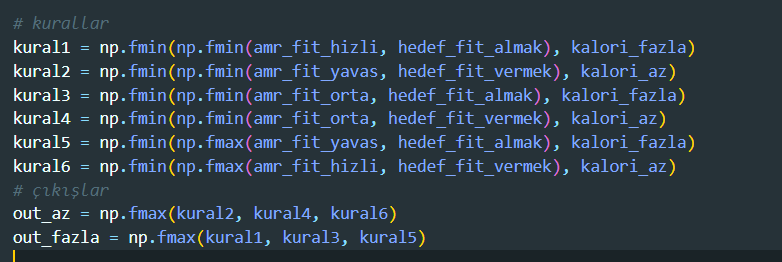 # kurallar
kural1 = np.fmin(np.fmin(amr_fit_hizli, hedef_fit_almak), kalori_fazla)
kural2 = np.fmin(np.fmin(amr_fit_yavas, hedef_fit_vermek), kalori_az)
kural3 = np.fmin(np.fmin(amr_fit_orta, hedef_fit_almak), kalori_fazla)
kural4 = np.fmin(np.fmin(amr_fit_orta, hedef_fit_vermek), kalori_az)
kural5 = np.fmin(np.fmax(amr_fit_yavas, hedef_fit_almak), kalori_fazla)
kural6 = np.fmin(np.fmax(amr_fit_hizli, hedef_fit_vermek), kalori_az)
# çıkışlar
out_az = np.fmax(kural2, kural4, kural6)
out_fazla = np.fmax(kural1, kural3, kural5)